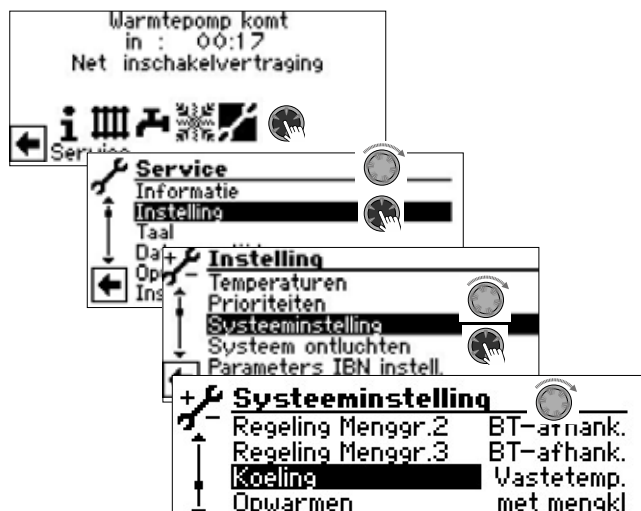 Warmtepomp komt
in : 00:17
Net inschakelvertraging
Service
Service
Informatie
Instelling
Taal
Instelling
Temperaturen
Prioriteiten
Systeeminstelling
Systeem ontluchten
Parameters IBN instell.
Systeeminstelling
Regeling Menggr.2 BT-afhank.
Regeling Menggr.3 BT-afhank.
Koeling Vastetemp.
Opwarmen met mengkl